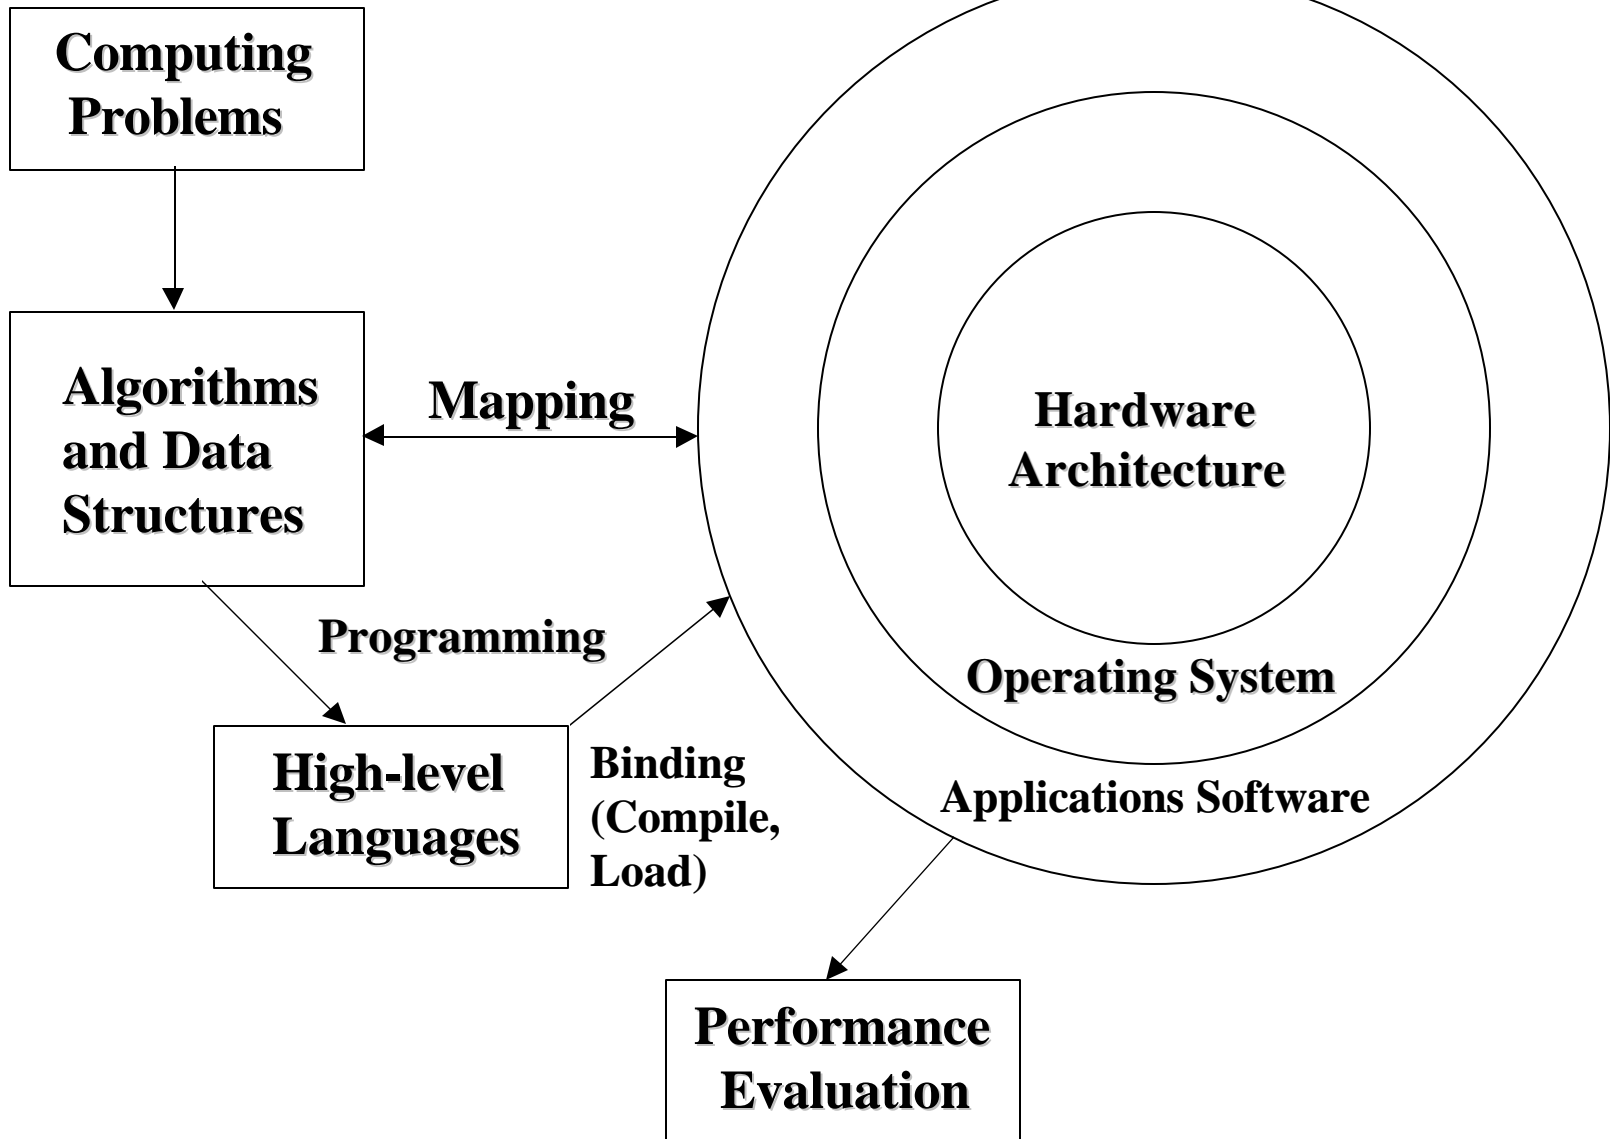 Computing
Problems
Algorithms
and Data
Structures
Mapping
Hardware
Architecture
Programming
Operating System
High-level
Languages
Binding
(Compile,
Load)
Applications Software
Performance
Evaluation